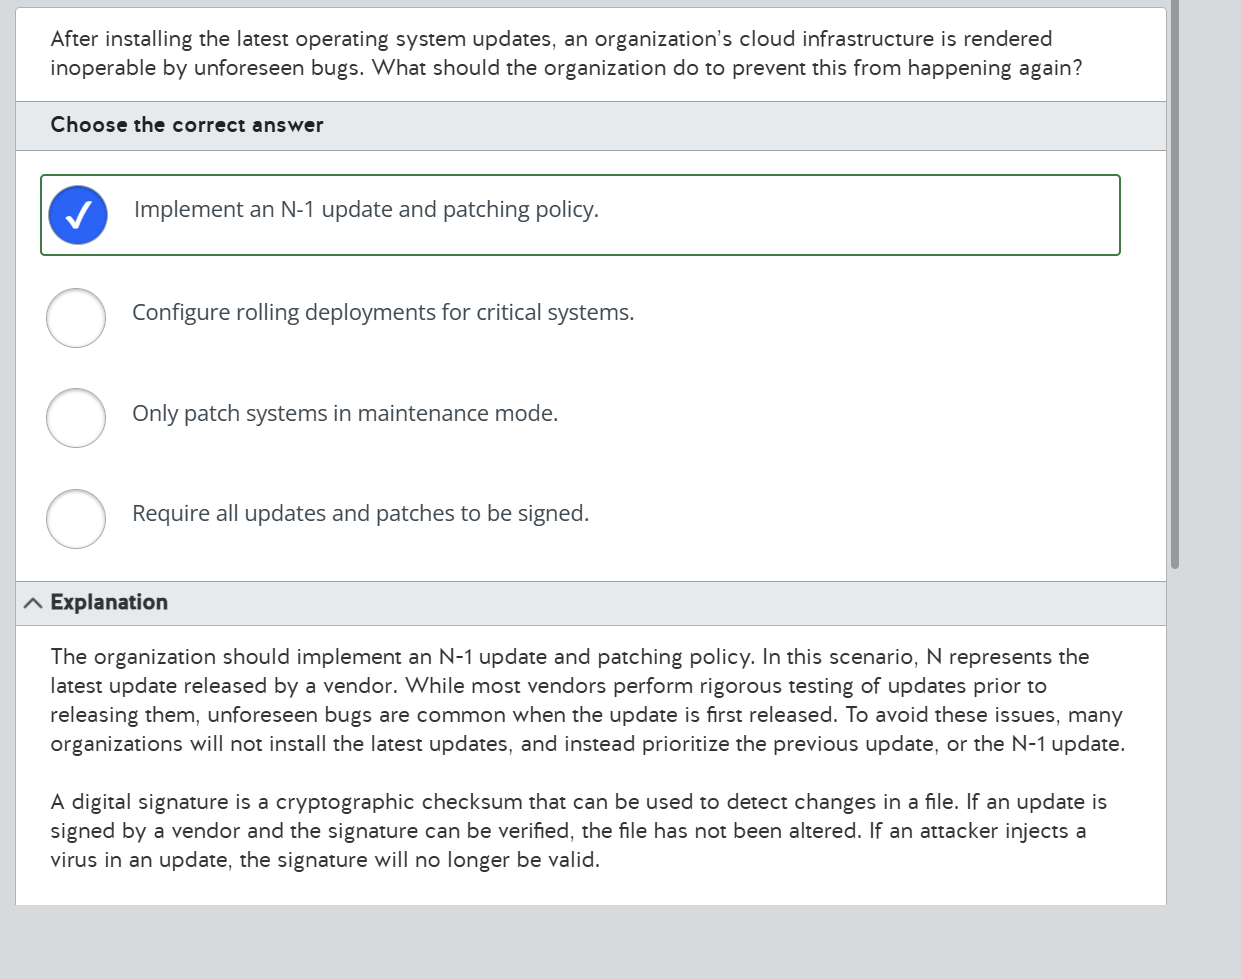 After installing the latest operating system updates, an organization's cloud infrastructure is rendered
inoperable by unforeseen bugs. What should the organization do to prevent this from happening again?
Choose the correct answer
Implement an N-1 update and patching policy.
Configure rolling deployments for critical systems.
Only patch systems in maintenance mode.
Require all updates and patches to be signed.
Explanation
The organization should implement an N-1 update and patching policy. In this scenario, N represents the
latest update released by a vendor. While most vendors perform rigorous testing of updates prior to
releasing them, unforeseen bugs are common when the update is first released. To avoid these issues, many
organizations will not install the latest updates, and instead prioritize the previous update, or the N-1 update.
A digital signature is a cryptographic checksum that can be used to detect changes in a file. If an update is
signed by a vendor and the signature can be verified, the file has not been altered. If an attacker injects a
virus in an update, the signature will no longer be valid.